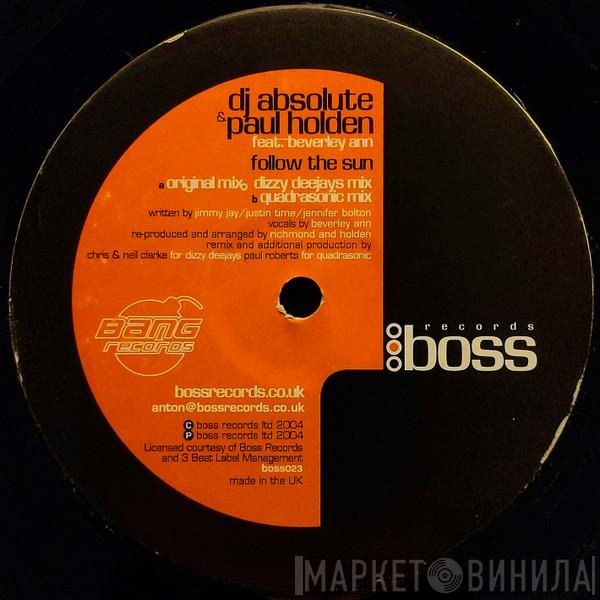 dj absolute
& paul holden
feat. beverley ann
follow the sun
a original mix, dizzy deejays mix
b quadrasonic mix
written by jimmy jay/justin time/jennifer bolton
vocals by beverley ann
re-produced and arranged by richmond and holden
remix and additional production by
chris & neil clarke for dizzy deejays paul roberts for quadrasonic
BANG
records
records
boss
bossrecords.co.uk
anton@bossrecords.co.uk
C boss records ltd 2004
P boss records ltd 2004
Licensed courtesy of Boss Records
and 3 Beat Label Management
boss023
made in the UK
МАРКЕТ ВИНИЛА